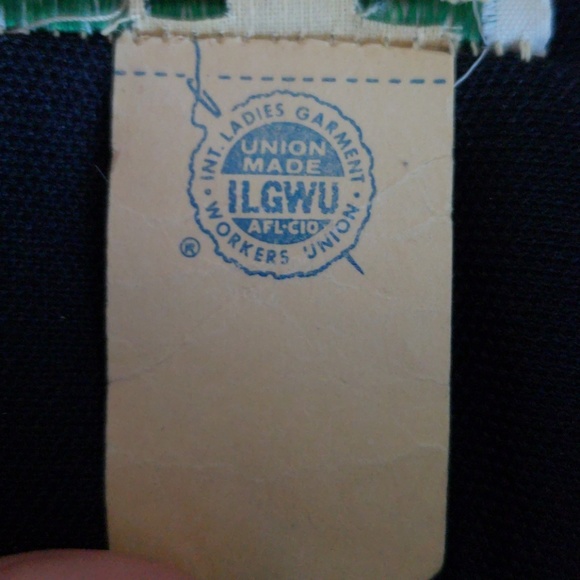 INT. LADIES GARMENT
UNION
MADE
ILGWU
AFL-CIO
WORKERS UNION
®